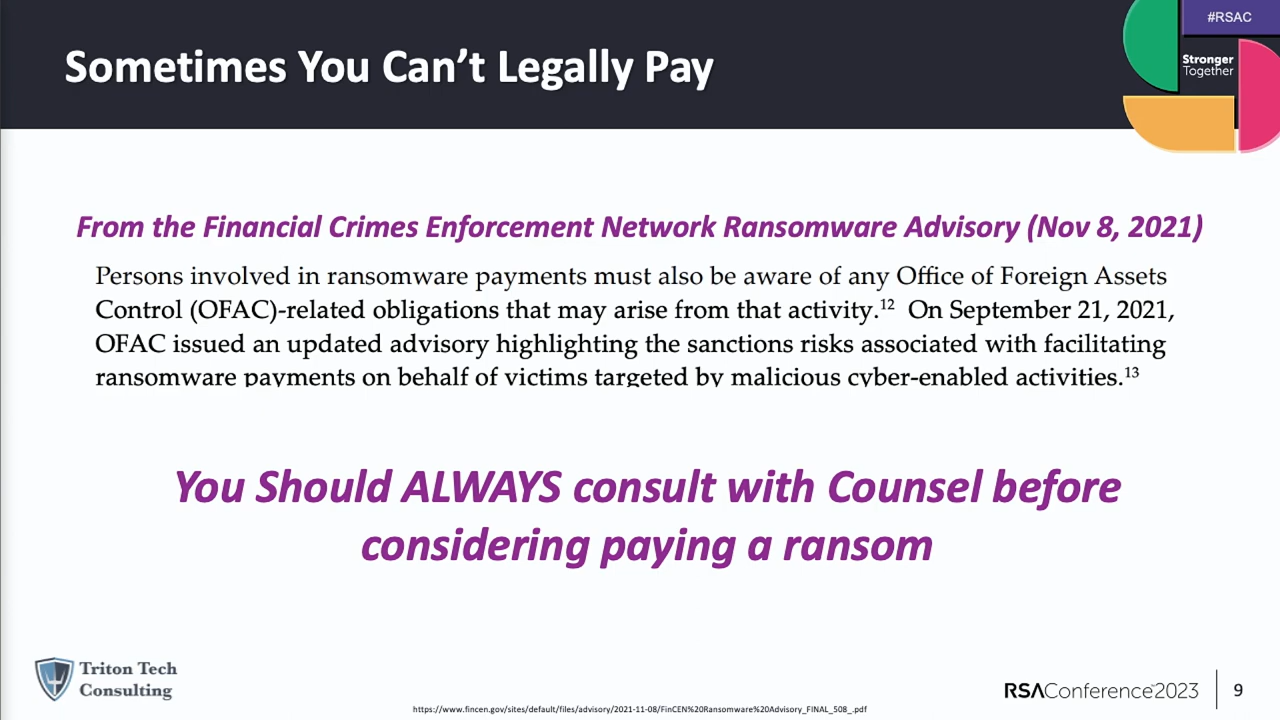 #RSAC
Sometimes You Can’t Legally Pay
Stronger
Together
From the Financial Crimes Enforcement Network Ransomware Advisory (Nov 8, 2021)
Persons involved in ransomware payments must also be aware of any Office of Foreign Assets
Control (OFAC)-related obligations that may arise from that activity.12 On September 21, 2021,
OFAC issued an updated advisory highlighting the sanctions risks associated with facilitating
ransomware payments on behalf of victims targeted by malicious cyber-enabled activities.13
You Should ALWAYS consult with Counsel before
considering paying a ransom
Triton Tech
Consulting
RSAConference™2023
9
https://www.fincen.gov/sites/default/files/advisory/2021-11-08/FinCEN%20Ransomware%20Advisory_FINAL_508_.pdf